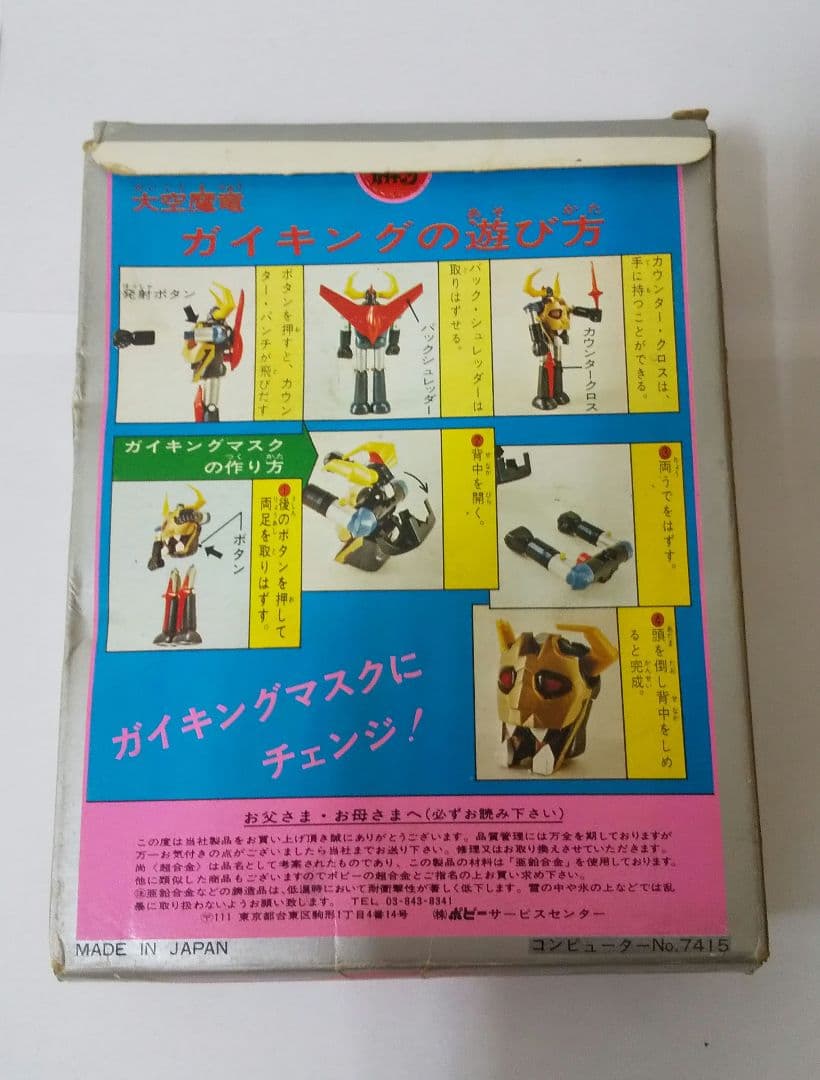 ガイキング
大空魔竜
ガイキングの遊び方
発射ボタン
ボタンを押すと、カウン
ター・パンチが飛びだす
バックシュレッダー
バック・シュレッダーは
取りはずせる。
カウンタークロス
カウンター・クロスは、
手に持つことができる。
ガイキングマスク
の作り方
ボタン
①後のボタンを押して
両足を取りはずす。
②背中を開く。
③両うでをはずす。
④頭を倒し背中をしめ
ると完成。
ガイキングマスクに
チェンジ!
お父さま・お母さまへ(必ずお読み下さい)
この度は当社製品をお買い上げ頂き誠にありがとうございます。品質管理には万全を期しておりますが
万一お気付きの点がございましたら当社までお送り下さい。修理又はお取り換えさせていただきます。
尚〈超合金〉は品名として考案されたものであり、この製品の材料は「亜鉛合金」を使用しております。
他に類似した商品もございますのでポピーの超合金とご指名の上お買い求め下さい。
㊟亜鉛合金などの鋳造品は、低温時において耐衝撃性が著しく低下します。雪の中や氷の上などでは乱
暴に取り扱わないようお願い致します。 TEL 03-843-8341
〒111 東京都台東区駒形1丁目4番14号 ㈱ポピーサービスセンター
MADE IN JAPAN
コンピューターNo.7415